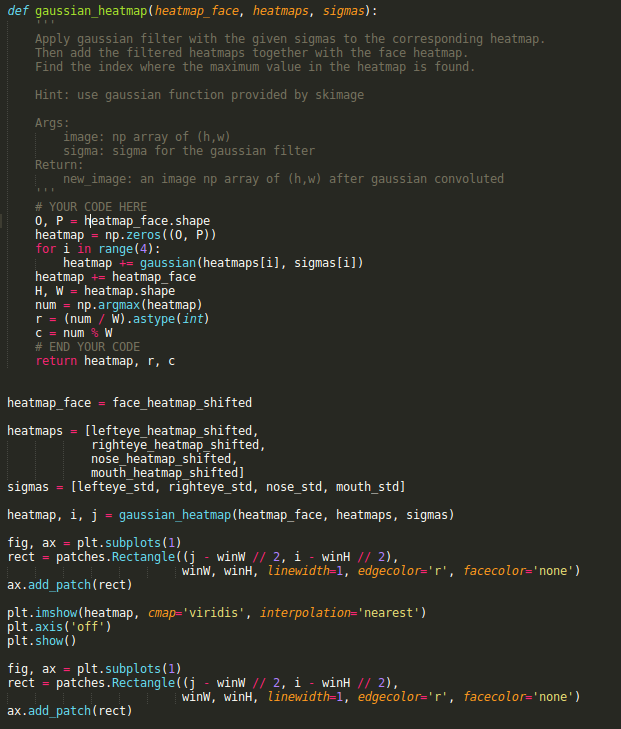 def gaussian_heatmap(heatmap_face, heatmaps, sigmas):
    '''
    Apply gaussian filter with the given sigmas to the corresponding heatmap.
    Then add the filtered heatmaps together with the face heatmap.
    Find the index where the maximum value in the heatmap is found.

    Hint: use gaussian function provided by skimage

    Args:
        image: np array of (h,w)
        sigma: sigma for the gaussian filter
    Return:
        new_image: an image np array of (h,w) after gaussian convoluted
    '''
    # YOUR CODE HERE
    O, P = heatmap_face.shape
    heatmap = np.zeros((O, P))
    for i in range(4):
        heatmap += gaussian(heatmaps[i], sigmas[i])
    heatmap += heatmap_face
    H, W = heatmap.shape
    num = np.argmax(heatmap)
    r = (num / W).astype(int)
    c = num % W
    # END YOUR CODE
    return heatmap, r, c


heatmap_face = face_heatmap_shifted

heatmaps = [lefteye_heatmap_shifted,
            righteye_heatmap_shifted,
            nose_heatmap_shifted,
            mouth_heatmap_shifted]
sigmas = [lefteye_std, righteye_std, nose_std, mouth_std]

heatmap, i, j = gaussian_heatmap(heatmap_face, heatmaps, sigmas)

fig, ax = plt.subplots(1)
rect = patches.Rectangle((j - winW // 2, i - winH // 2),
                         winW, winH, linewidth=1, edgecolor='r', facecolor='none')
ax.add_patch(rect)

plt.imshow(heatmap, cmap='viridis', interpolation='nearest')
plt.axis('off')
plt.show()

fig, ax = plt.subplots(1)
rect = patches.Rectangle((j - winW // 2, i - winH // 2),
                         winW, winH, linewidth=1, edgecolor='r', facecolor='none')
ax.add_patch(rect)